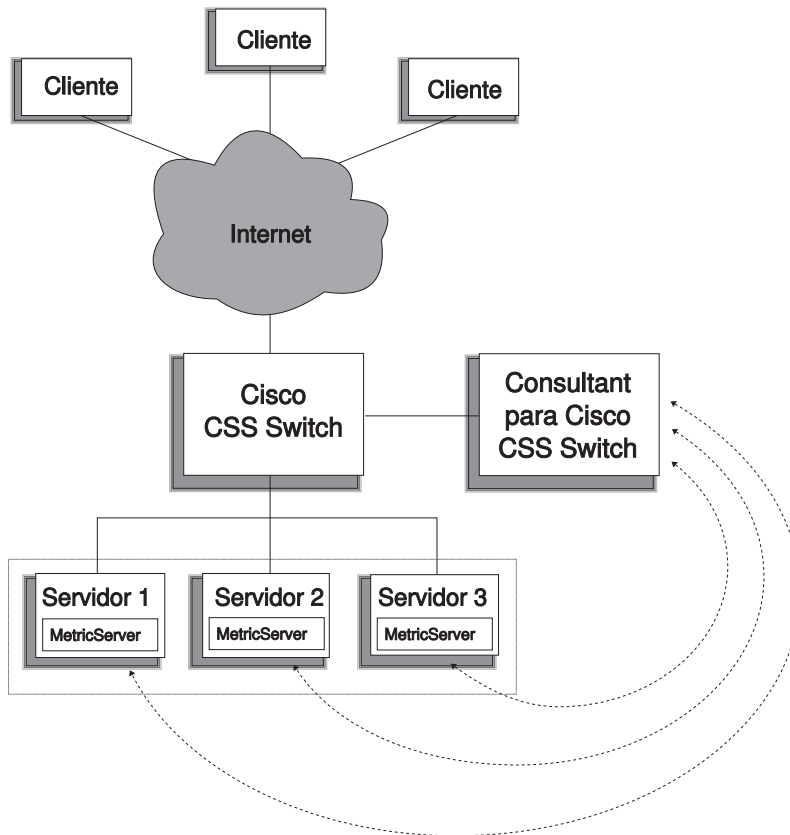 Cliente
Cliente
Cliente
Internet
Cisco
CSS Switch
Consultant
para Cisco
CSS Switch
Servidor 1
MetricServer
Servidor 2
MetricServer
Servidor 3
MetricServer